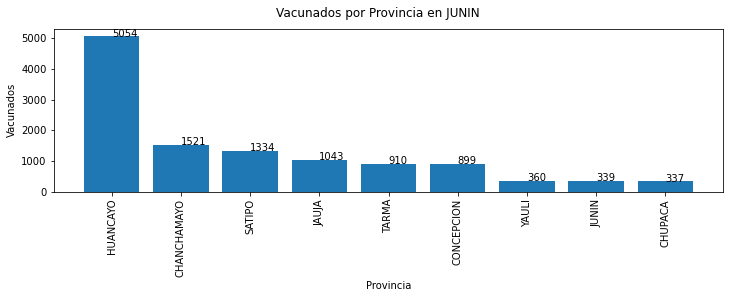 Vacunados por Provincia en JUNIN
Vacunados
5000
4000
3000
2000
1000
0
5054
1521
1334
1043
910
899
360
339
337
HUANCAYO
CHANCHAMAYO
SATIPO
JAUJA
TARMA
CONCEPCION
YAULI
JUNIN
CHUPACA
Provincia